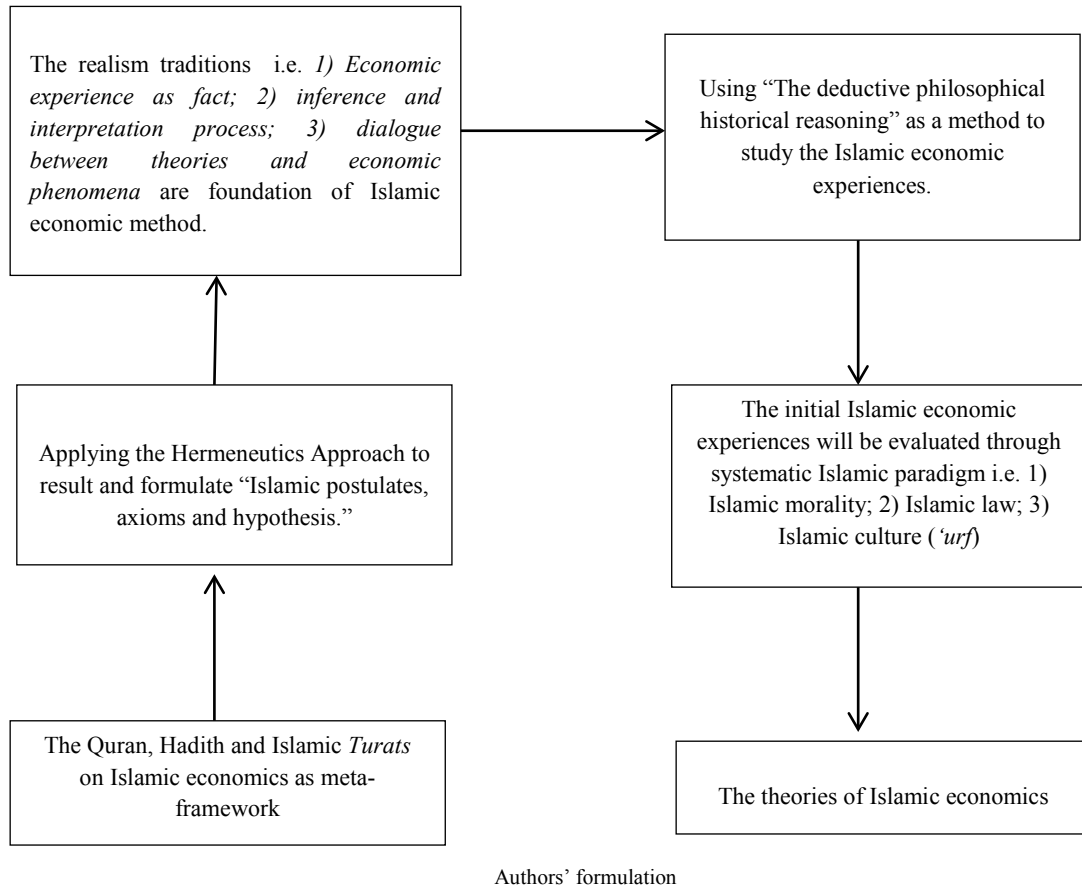 The realism traditions i.e. 1) Economic
experience as fact; 2) inference and
interpretation process; 3) dialogue
between theories and economic
phenomena are foundation of Islamic
economic method.
Using “The deductive philosophical
historical reasoning” as a method to
study the Islamic economic
experiences.
Applying the Hermeneutics Approach to
result and formulate “Islamic postulates,
axioms and hypothesis.”
The initial Islamic economic
experiences will be evaluated through
systematic Islamic paradigm i.e. 1)
Islamic morality; 2) Islamic law; 3)
Islamic culture (‘urf)
The Quran, Hadith and Islamic Turats
on Islamic economics as meta-
framework
The theories of Islamic economics
Authors’ formulation